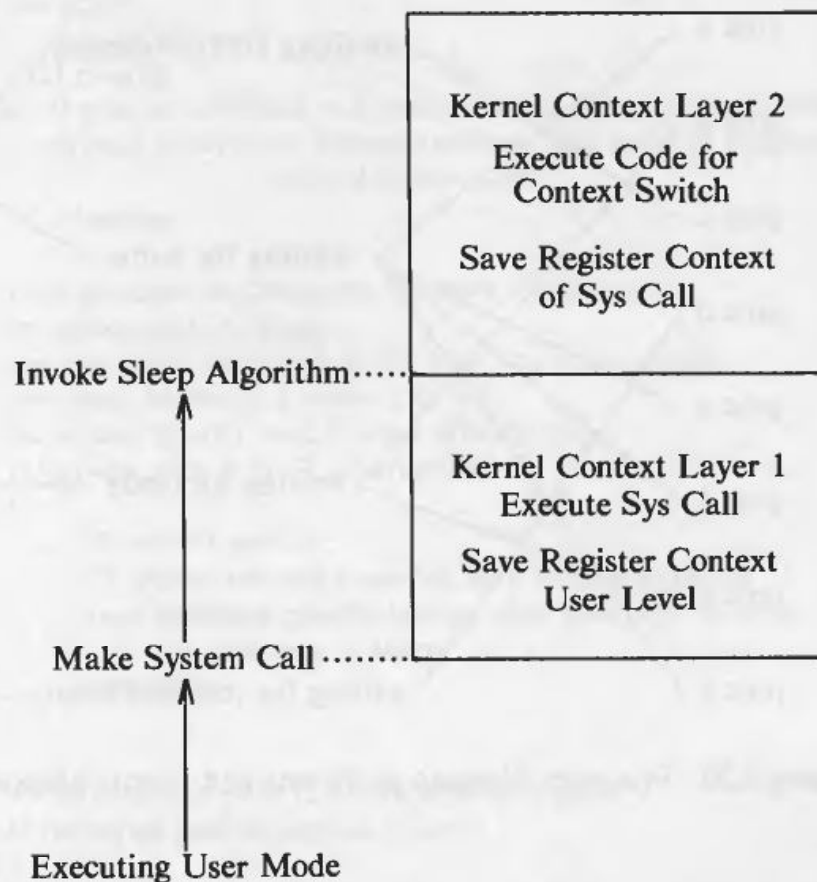 Kernel Context Layer 2
Execute Code for
Context Switch
Save Register Context
of Sys Call
Invoke Sleep Algorithm
Kernel Context Layer 1
Execute Sys Call
Save Register Context
User Level
Make System Call
Executing User Mode